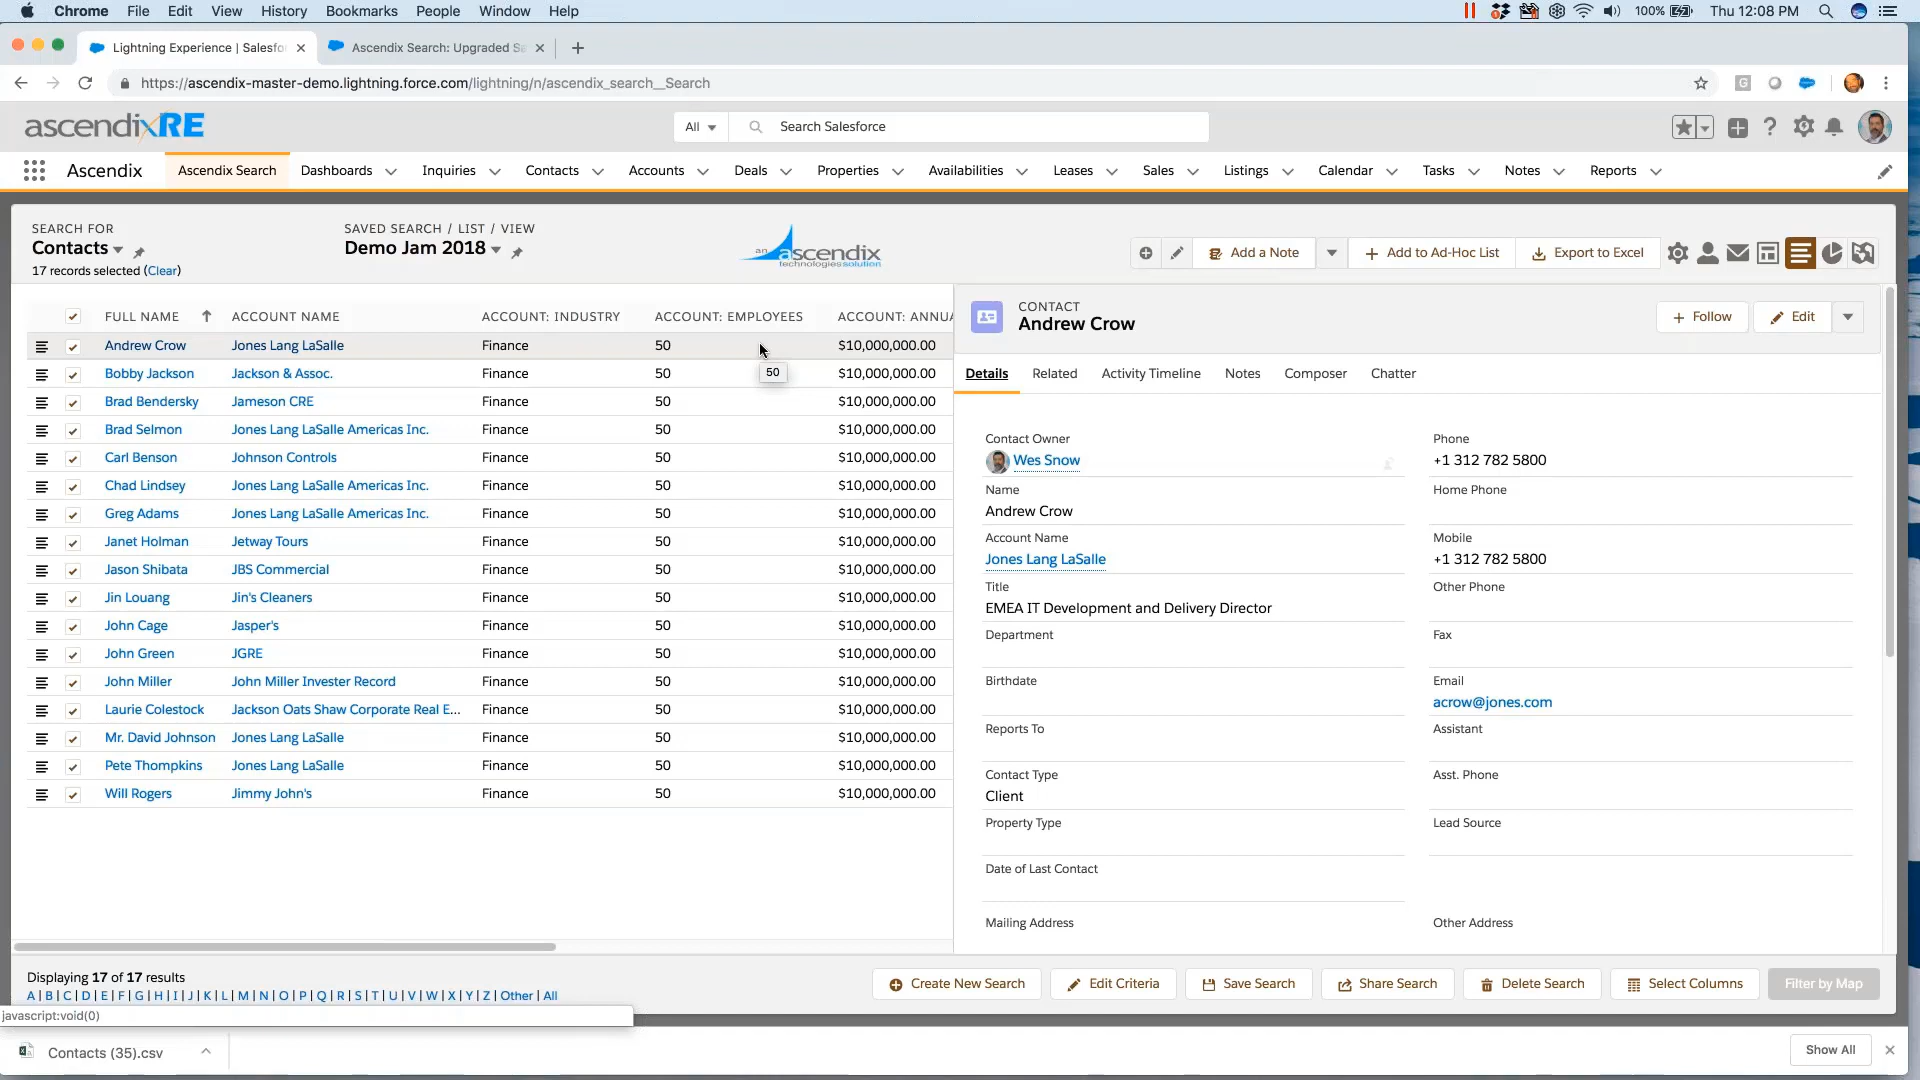 Chrome File Edit View History Bookmarks People Window Help 100% Thu 12:08 PM
Lightning Experience | Salesfo Ascendix Search: Upgraded Se
https://ascendix-master-demo.lightning.force.com/lightning/n/ascendix_search__Search
ascendixRE All Search Salesforce
Ascendix Ascendix Search Dashboards Inquiries Contacts Accounts Deals Properties Availabilities Leases Sales Listings Calendar Tasks Notes Reports
SEARCH FOR SAVED SEARCH / LIST / VIEW
Contacts Demo Jam 2018
17 records selected (Clear)
an ascendix technologies solution
Add a Note Add to Ad-Hoc List Export to Excel
FULL NAME ACCOUNT NAME ACCOUNT: INDUSTRY ACCOUNT: EMPLOYEES ACCOUNT: ANNUA
Andrew Crow Jones Lang LaSalle Finance 50 $10,000,000.00
50
Bobby Jackson Jackson & Assoc. Finance 50 $10,000,000.00
Brad Bendersky Jameson CRE Finance 50 $10,000,000.00
Brad Selmon Jones Lang LaSalle Americas Inc. Finance 50 $10,000,000.00
Carl Benson Johnson Controls Finance 50 $10,000,000.00
Chad Lindsey Jones Lang LaSalle Americas Inc. Finance 50 $10,000,000.00
Greg Adams Jones Lang LaSalle Americas Inc. Finance 50 $10,000,000.00
Janet Holman Jetway Tours Finance 50 $10,000,000.00
Jason Shibata JBS Commercial Finance 50 $10,000,000.00
Jin Louang Jin's Cleaners Finance 50 $10,000,000.00
John Cage Jasper's Finance 50 $10,000,000.00
John Green JGRE Finance 50 $10,000,000.00
John Miller John Miller Invester Record Finance 50 $10,000,000.00
Laurie Colestock Jackson Oats Shaw Corporate Real E... Finance 50 $10,000,000.00
Mr. David Johnson Jones Lang LaSalle Finance 50 $10,000,000.00
Pete Thompkins Jones Lang LaSalle Finance 50 $10,000,000.00
Will Rogers Jimmy John's Finance 50 $10,000,000.00
CONTACT
Andrew Crow
Follow Edit
Details Related Activity Timeline Notes Composer Chatter
Contact Owner Phone
Wes Snow +1 312 782 5800
Name Home Phone
Andrew Crow
Account Name Mobile
Jones Lang LaSalle +1 312 782 5800
Title Other Phone
EMEA IT Development and Delivery Director
Department Fax
Birthdate Email
acrow@jones.com
Reports To Assistant
Contact Type Asst. Phone
Client
Property Type Lead Source
Date of Last Contact
Mailing Address Other Address
Displaying 17 of 17 results
A | B | C | D | E | F | G | H | I | J | K | L | M | N | O | P | Q | R | S | T | U | V | W | X | Y | Z | Other | All
Create New Search Edit Criteria Save Search Share Search Delete Search Select Columns Filter by Map
javascript:void(0)
Contacts (35).csv Show All